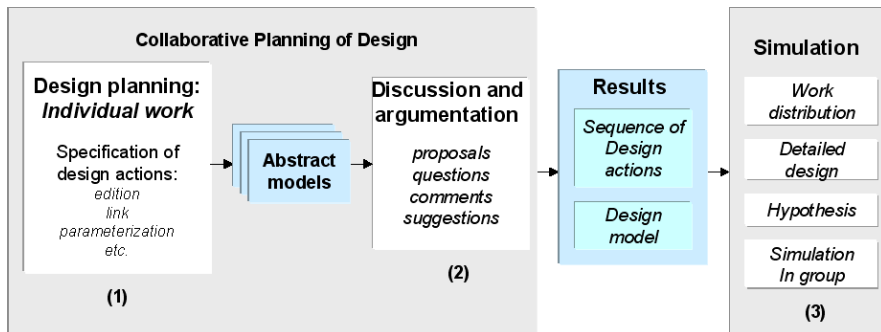 Collaborative Planning of Design
Design planning:
Individual work
Specification of
design actions:
edition
link
parameterization
etc.
(1)
Abstract
models
Discussion and
argumentation
proposals
questions
comments
suggestions
(2)
Results
Sequence of
Design
actions
Design
model
Simulation
Work
distribution
Detailed
design
Hypothesis
Simulation
In group
(3)